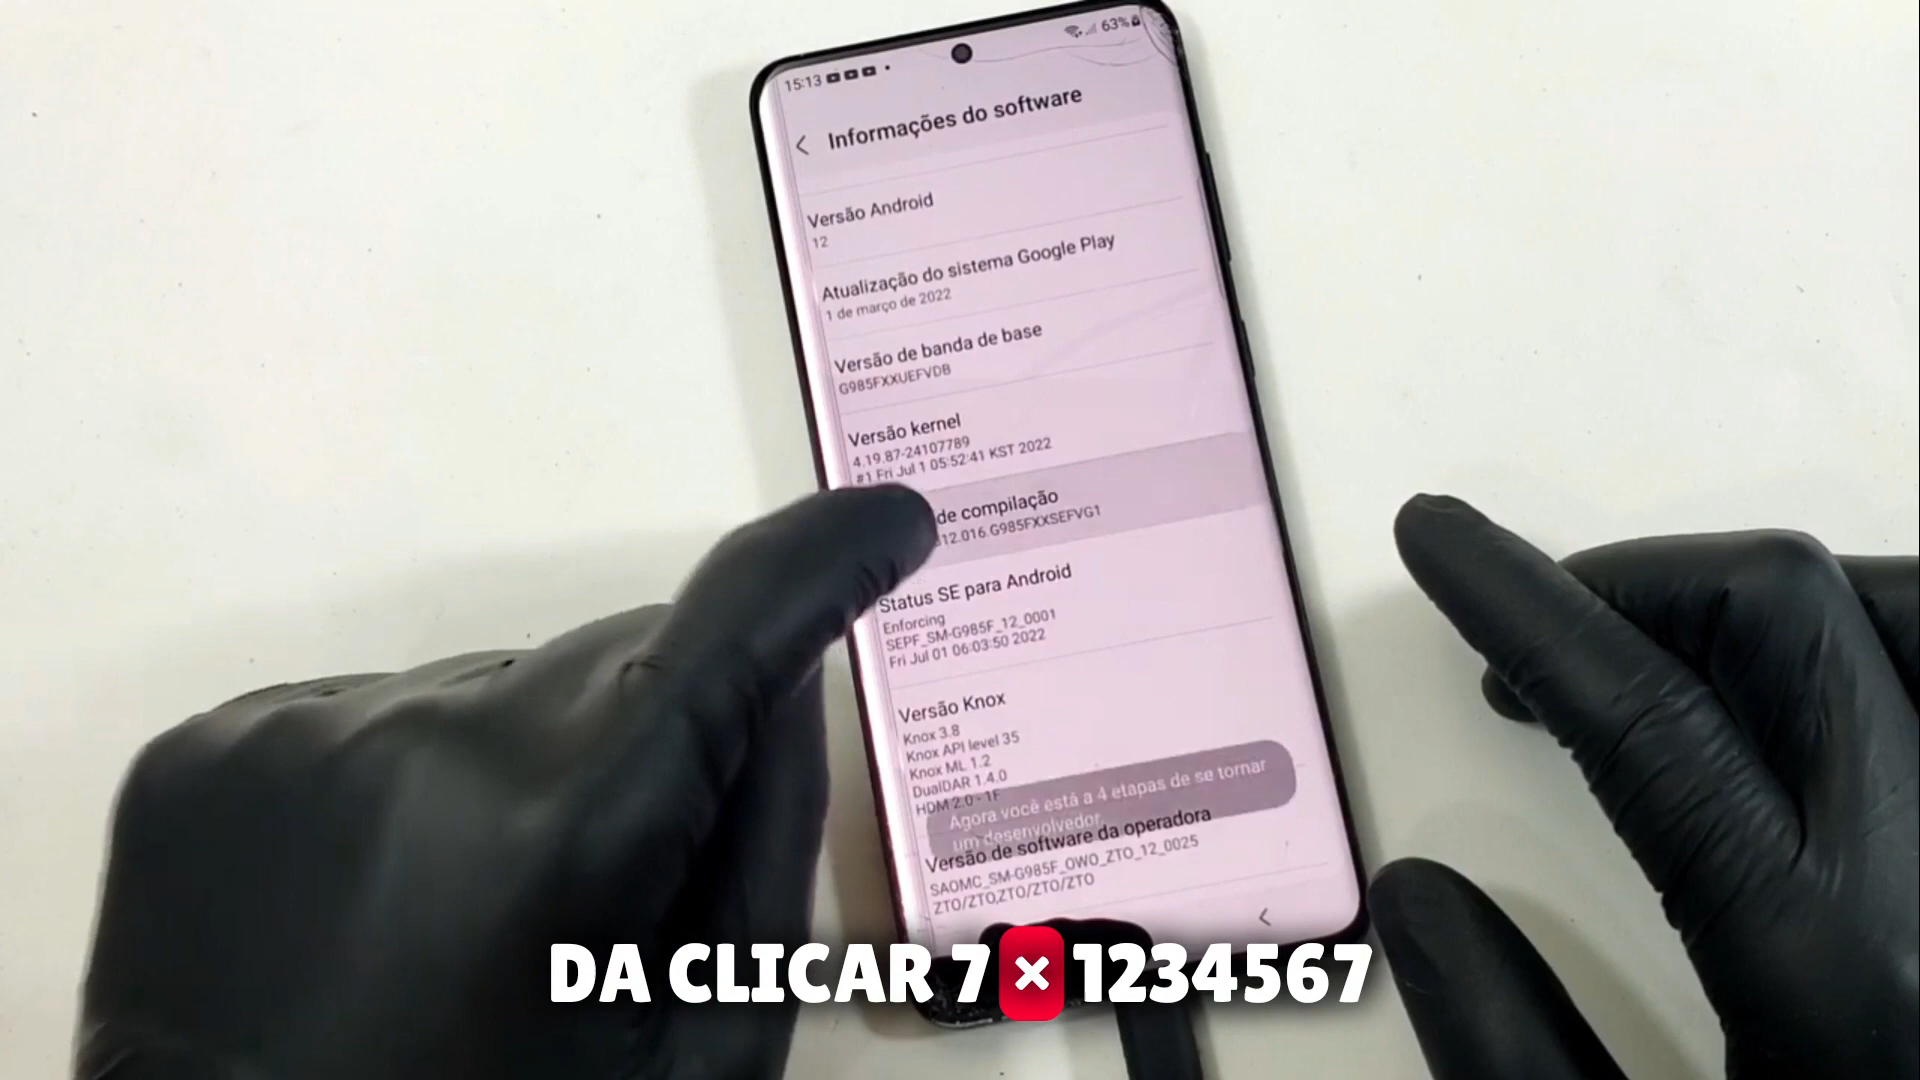 15:13
63%
Informações do software
Versão Android
12
Atualização do sistema Google Play
1 de março de 2022
Versão de banda de base
G985FXXUEFVDB
Versão kernel
4.19.87-24107789
#1 Fri Jul 1 05:52:41 KST 2022
de compilação
12.016.G985FXXSEFVG1
Status SE para Android
Enforcing
SEPF_SM-G985F_12_0001
Fri Jul 01 06:03:50 2022
Versão Knox
Knox 3.8
Knox API level 35
Knox ML 1.2
DualDAR 1.4.0
HDM 2.0 - 1F
Agora você está a 4 etapas de se tornar
um desenvolvedor.
Versão de software da operadora
SAOMC_SM-G985F_OWO_ZTO_12_0025
ZTO/ZTO,ZTO/ZTO/ZTO
DA CLICAR 7 × 1234567